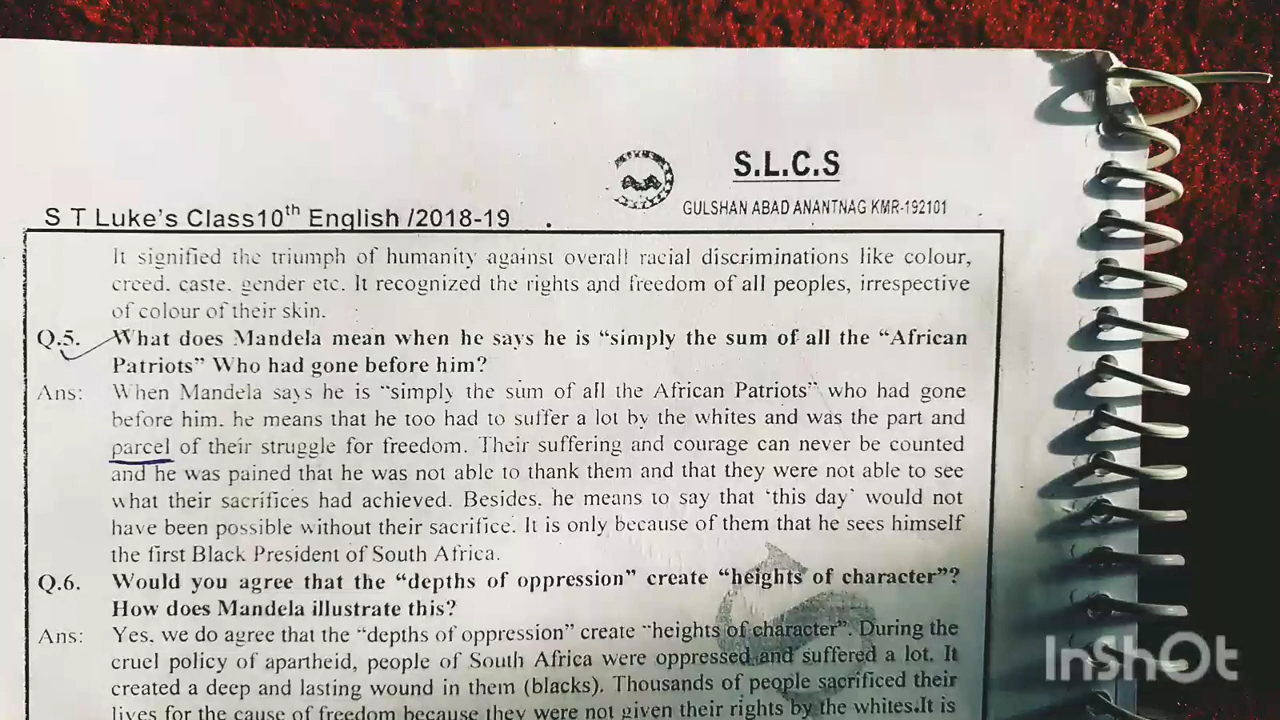 S.L.C.S
GULSHAN ABAD ANANTNAG KMR-192101
S T Luke's Class10th English /2018-19 .
It signified the triumph of humanity against overall racial discriminations like colour,
creed, caste, gender etc. It recognized the rights and freedom of all peoples, irrespective
of colour of their skin.
Q.5. What does Mandela mean when he says he is "simply the sum of all the "African
Patriots" Who had gone before him?
Ans: When Mandela says he is "simply the sum of all the African Patriots" who had gone
before him, he means that he too had to suffer a lot by the whites and was the part and
parcel of their struggle for freedom. Their suffering and courage can never be counted
and he was pained that he was not able to thank them and that they were not able to see
what their sacrifices had achieved. Besides, he means to say that 'this day' would not
have been possible without their sacrifice. It is only because of them that he sees himself
the first Black President of South Africa.
Q.6. Would you agree that the "depths of oppression" create "heights of character"?
How does Mandela illustrate this?
Ans: Yes, we do agree that the "depths of oppression" create "heights of character". During the
cruel policy of apartheid, people of South Africa were oppressed and suffered a lot. It
created a deep and lasting wound in them (blacks). Thousands of people sacrificed their
lives for the cause of freedom because they were not given their rights by the whites.It is
InShOt